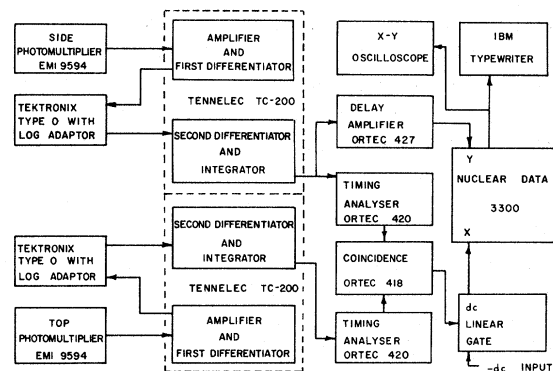 SIDE
PHOTOMULTIPLIER
EMI 9594
AMPLIFIER
AND
FIRST DIFFERENTIATOR
X-Y
OSCILLOSCOPE
IBM
TYPEWRITER
TEKTRONIX
TYPE O WITH
LOG ADAPTOR
TENNELEC TC-200
SECOND DIFFERENTIATOR
AND
INTEGRATOR
DELAY
AMPLIFIER
ORTEC 427
Y
NUCLEAR DATA
3300
X
TIMING
ANALYSER
ORTEC 420
SECOND DIFFERENTIATOR
AND
INTEGRATOR
TEKTRONIX
TYPE O WITH
LOG ADAPTOR
COINCIDENCE
ORTEC 418
TENNELEC TC-200
TOP
PHOTOMULTIPLIER
EMI 9594
AMPLIFIER
AND
FIRST DIFFERENTIATOR
TIMING
ANALYSER
ORTEC 420
dc
LINEAR
GATE
-dc INPUT